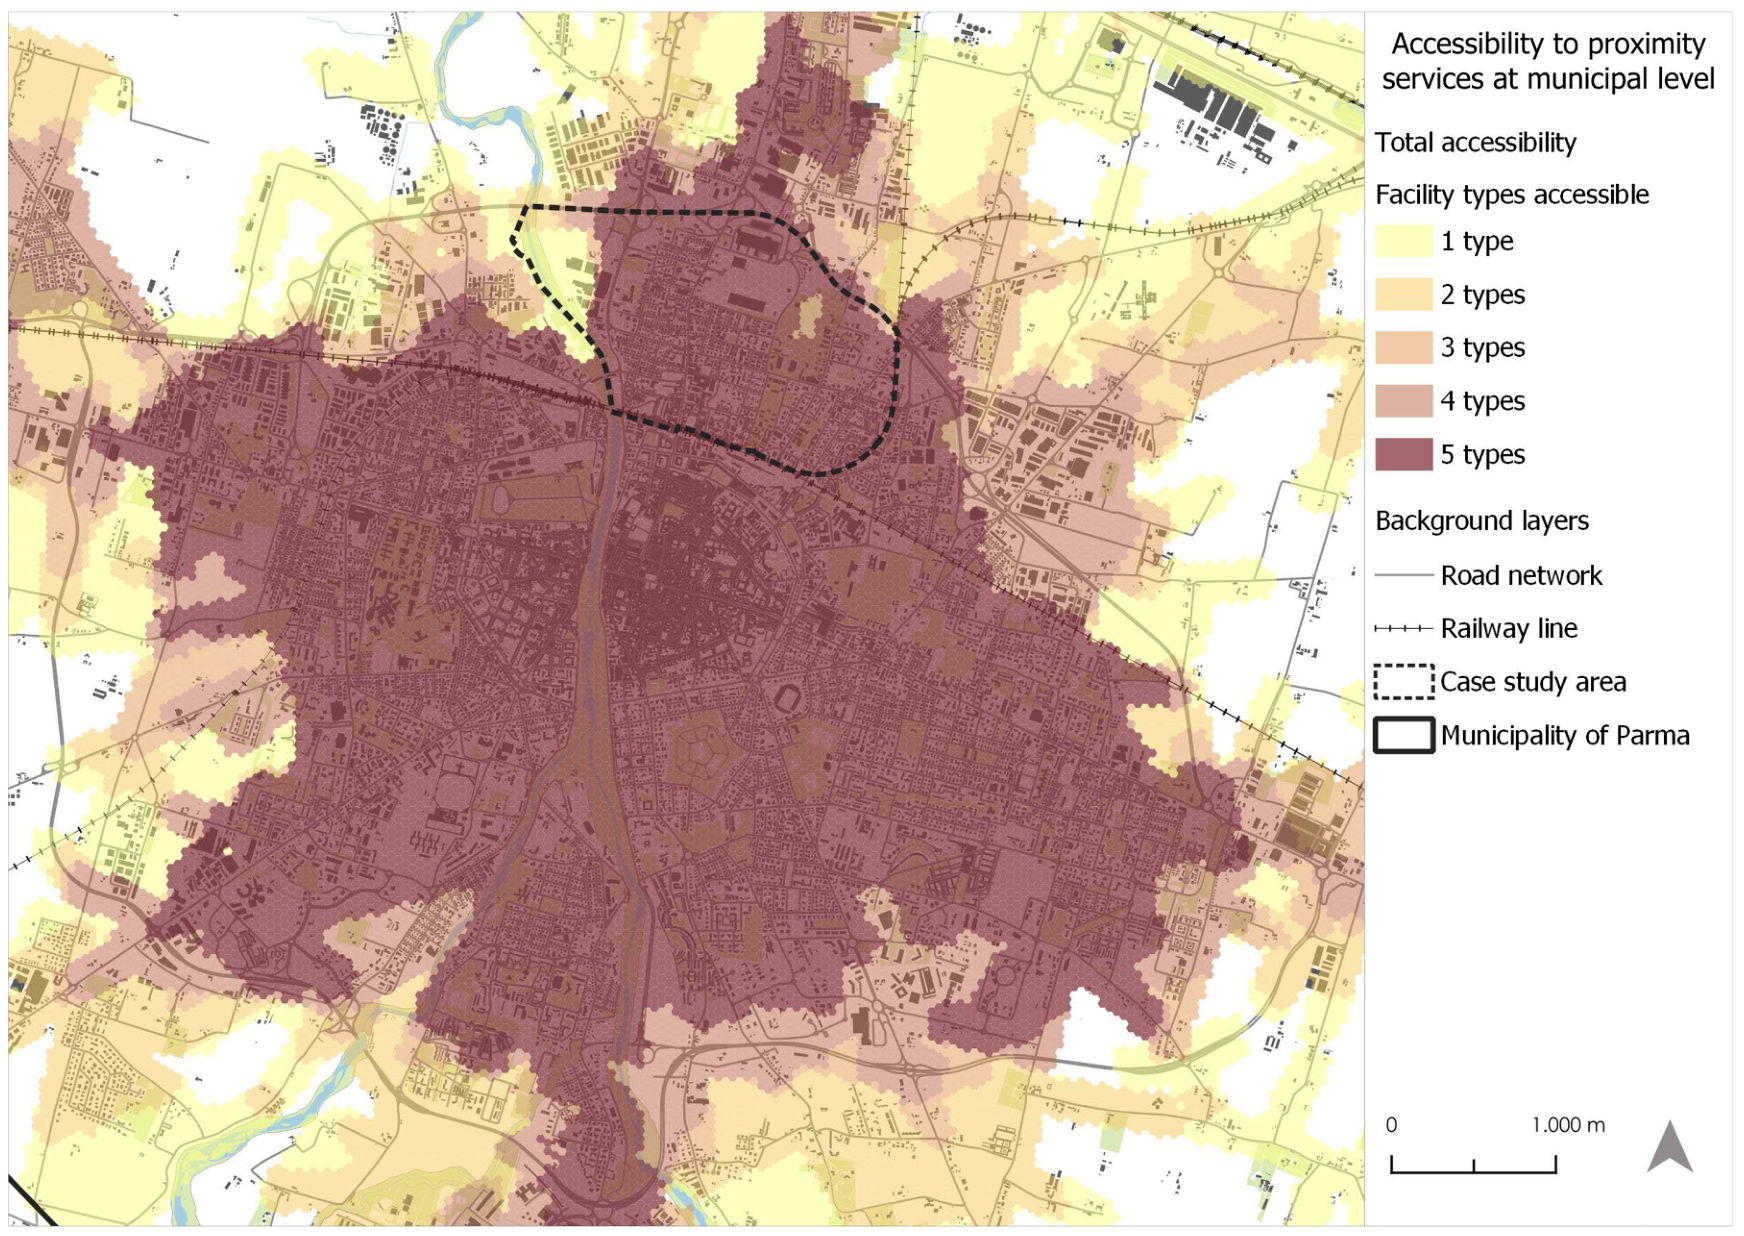 Accessibility to proximity
services at municipal level
Total accessibility
Facility types accessible
1 type
2 types
3 types
4 types
5 types
Background layers
Road network
Railway line
Case study area
Municipality of Parma
0 1.000 m